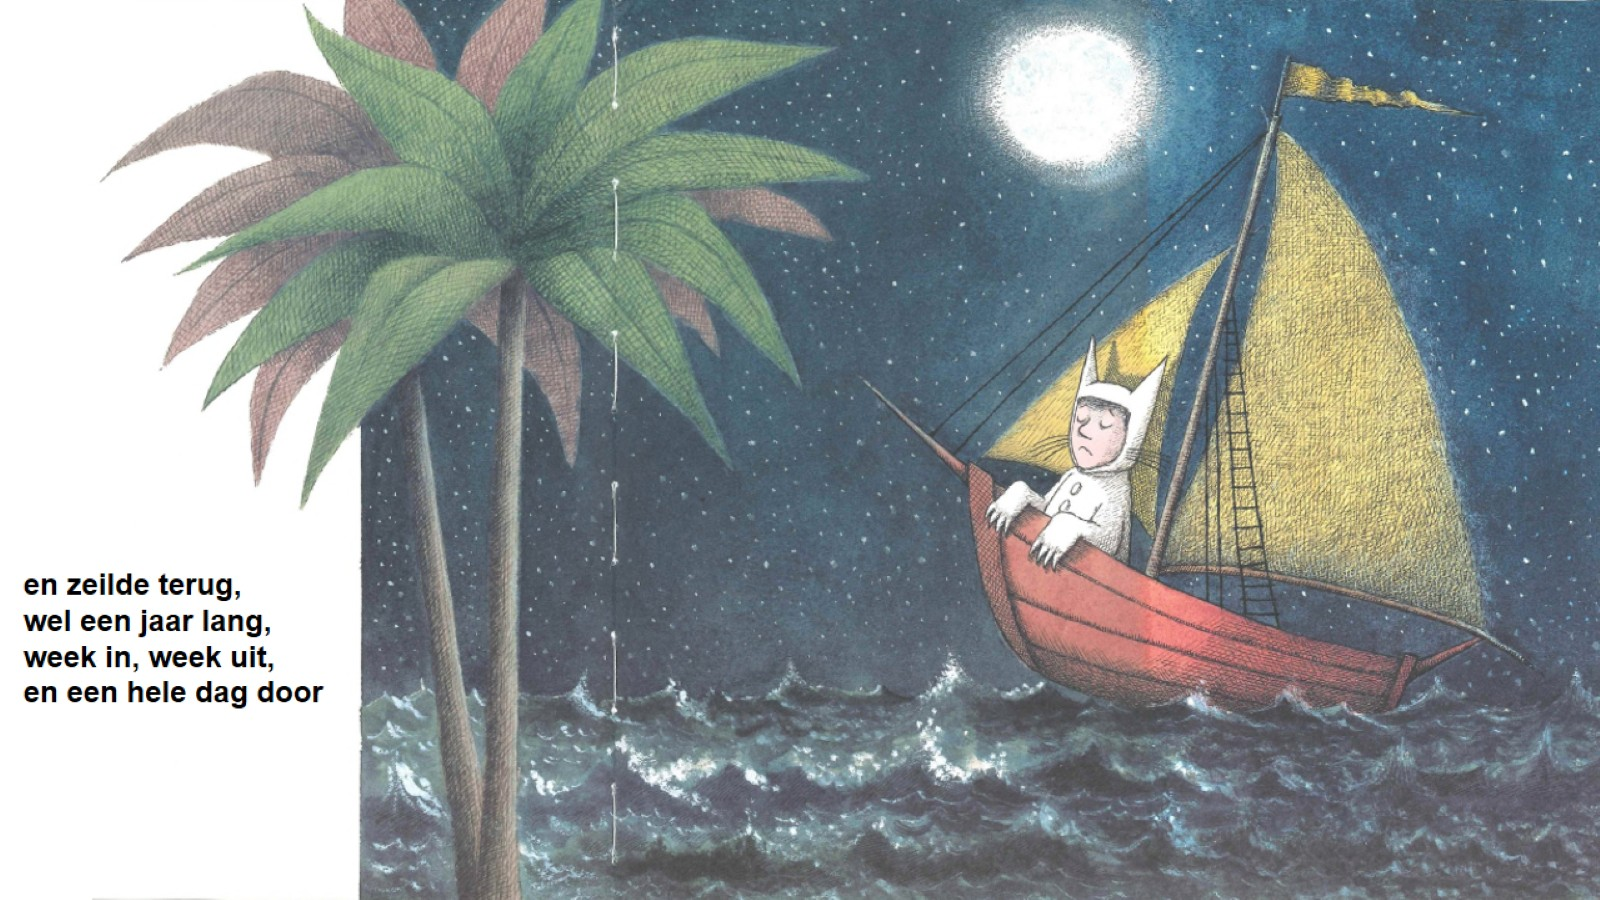 en zeilde terug,
wel een jaar lang,
week in, week uit,
en een hele dag door